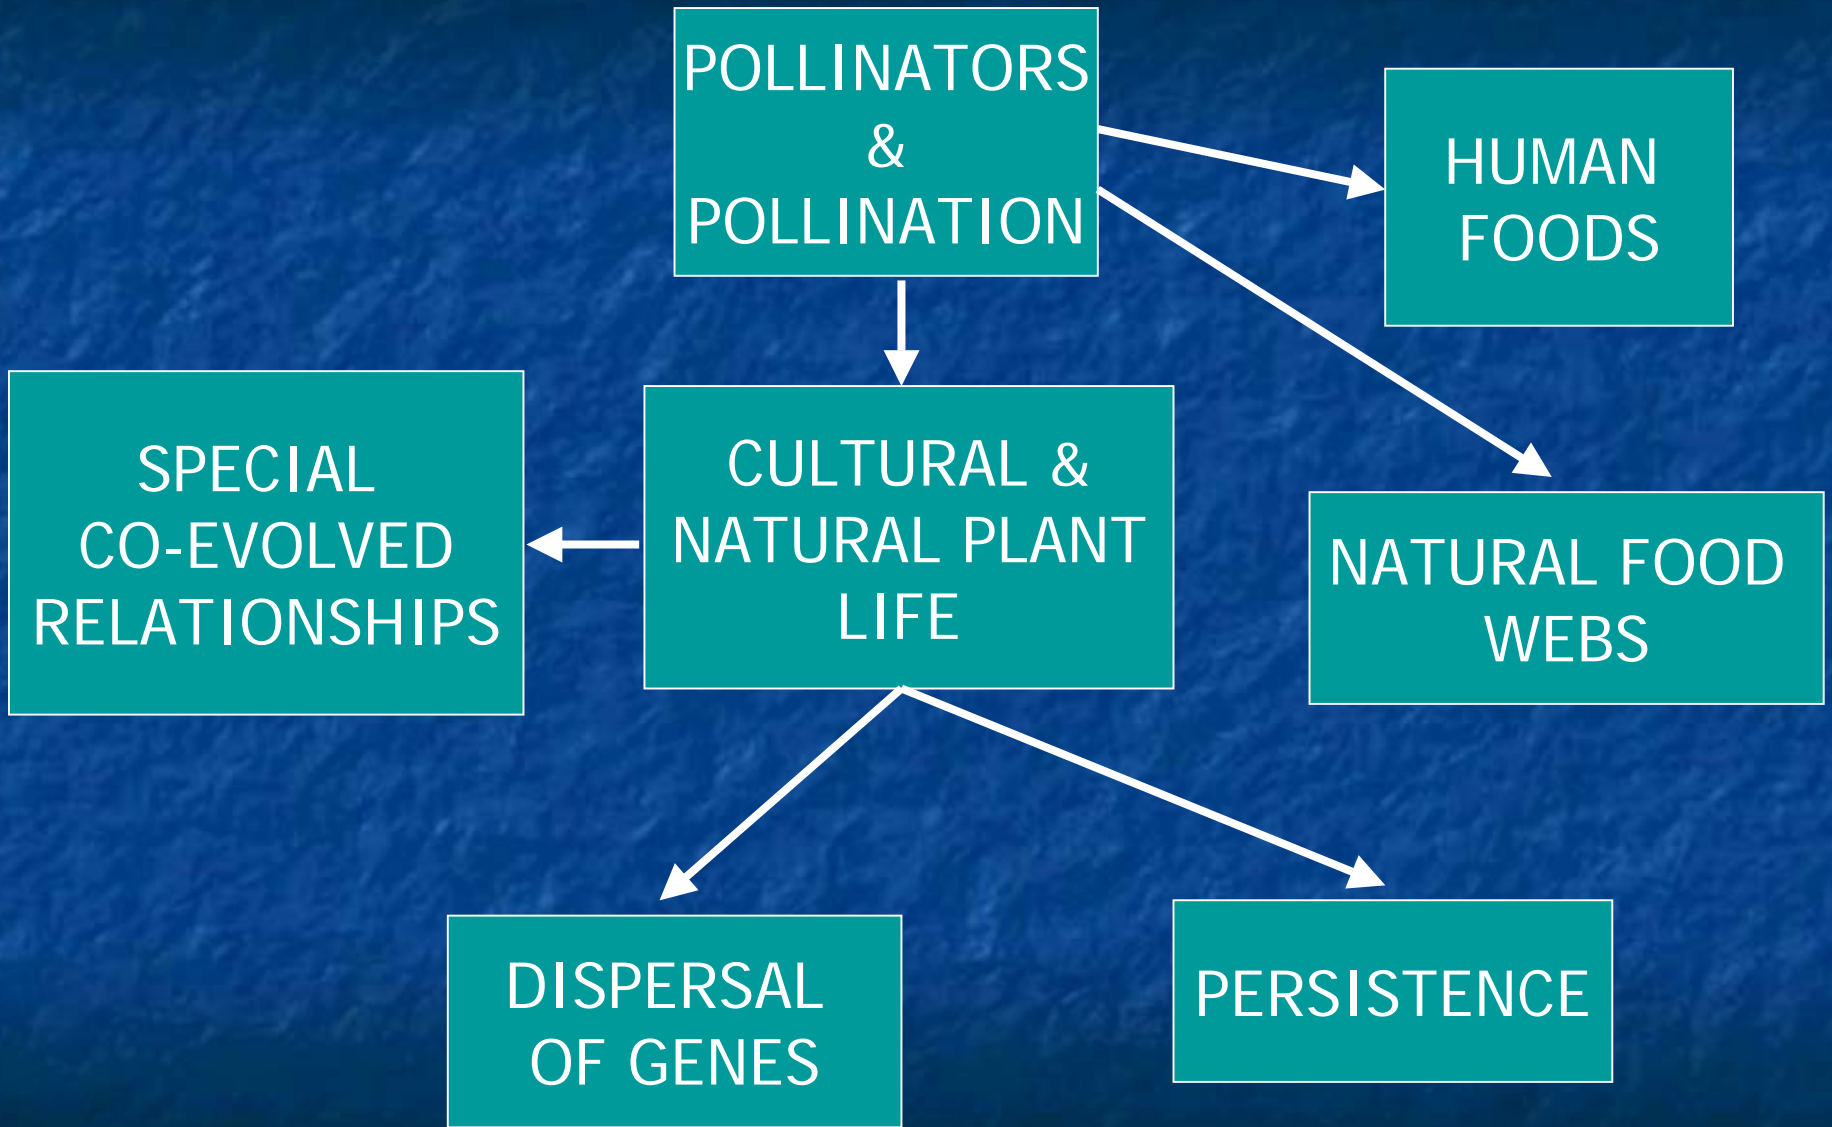 POLLINATORS
&
POLLINATION
HUMAN
FOODS
SPECIAL
CO-EVOLVED
RELATIONSHIPS
CULTURAL &
NATURAL PLANT
LIFE
NATURAL FOOD
WEBS
DISPERSAL
OF GENES
PERSISTENCE